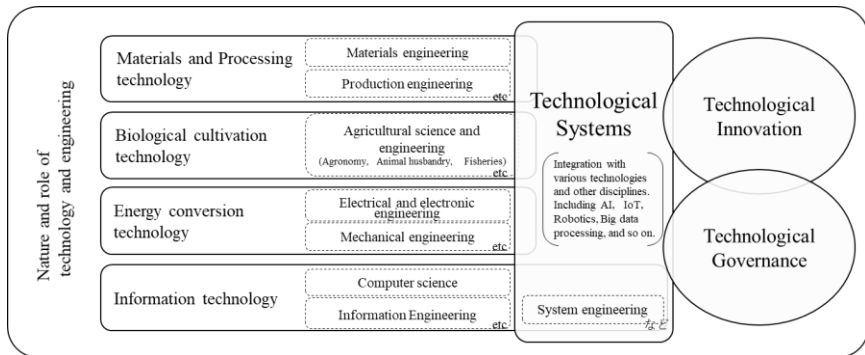 Nature and role of
technology and engineering
Materials and Processing
technology
Materials engineering
Production engineering
etc
Biological cultivation
technology
Agricultural science and
engineering
(Agronomy, Animal husbandry, Fisheries)
etc
Energy conversion
technology
Electrical and electronic
engineering
Mechanical engineering
etc
Information technology
Computer science
Information Engineering
etc
Technological
Systems
Integration with
various technologies
and other disciplines.
Including AI, IoT,
Robotics, Big data
processing, and so on.
System engineering
など
Technological
Innovation
Technological
Governance